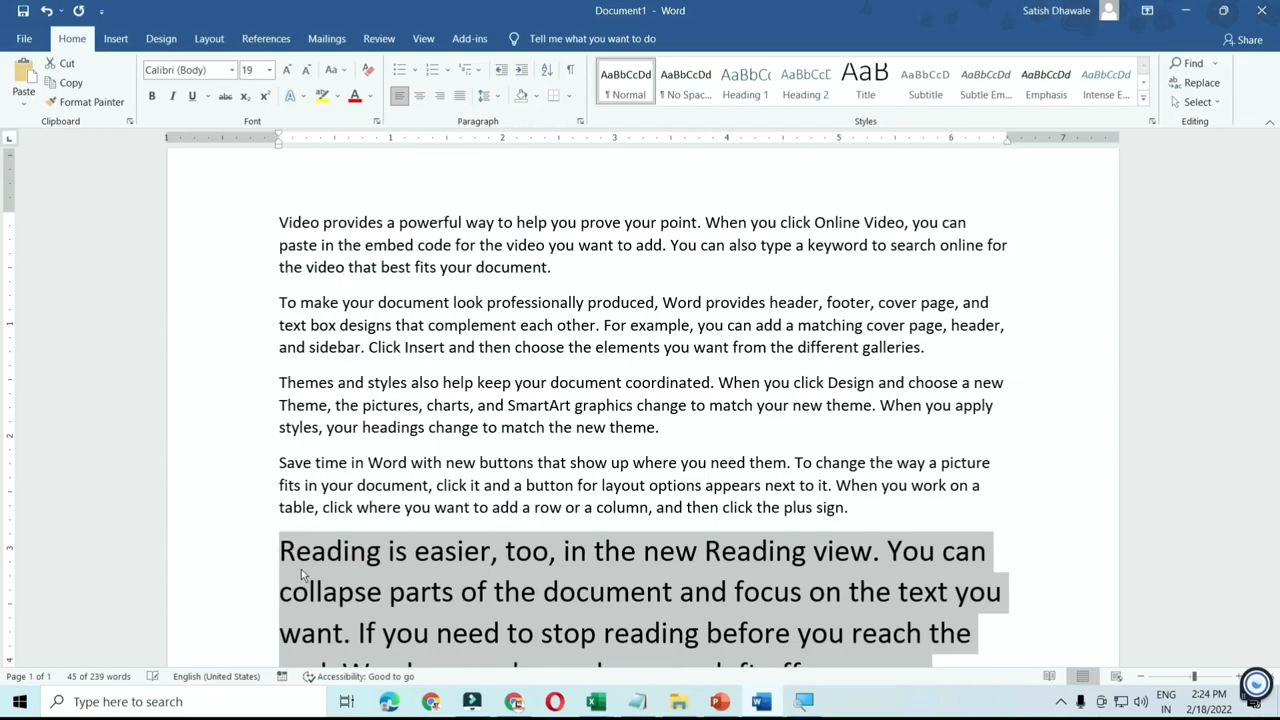 Document1 - Word
Satish Dhawale
File Home Insert Design Layout References Mailings Review View Add-ins Tell me what you want to do Share
Paste
Cut
Copy
Format Painter
Clipboard
Calibri (Body) 19 Aa
B I U abc x₂ x² A A
Font
Paragraph
AaBbCcDd AaBbCcDd AaBbC( AaBbCcE AaB AaBbCcD AaBbCcDd AaBbCcDd AaBbCcDd
¶ Normal ¶ No Spac... Heading 1 Heading 2 Title Subtitle Subtle Em... Emphasis Intense E...
Styles
Find
Replace
Select
Editing
1 1 2 3 4 5 6 7
Video provides a powerful way to help you prove your point. When you click Online Video, you can
paste in the embed code for the video you want to add. You can also type a keyword to search online for
the video that best fits your document.
To make your document look professionally produced, Word provides header, footer, cover page, and
text box designs that complement each other. For example, you can add a matching cover page, header,
and sidebar. Click Insert and then choose the elements you want from the different galleries.
Themes and styles also help keep your document coordinated. When you click Design and choose a new
Theme, the pictures, charts, and SmartArt graphics change to match your new theme. When you apply
styles, your headings change to match the new theme.
Save time in Word with new buttons that show up where you need them. To change the way a picture
fits in your document, click it and a button for layout options appears next to it. When you work on a
table, click where you want to add a row or a column, and then click the plus sign.
Reading is easier, too, in the new Reading view. You can
collapse parts of the document and focus on the text you
want. If you need to stop reading before you reach the
Page 1 of 1 45 of 239 words English (United States) Accessibility: Good to go
Type here to search
ENG
IN
2:24 PM
2/18/2022